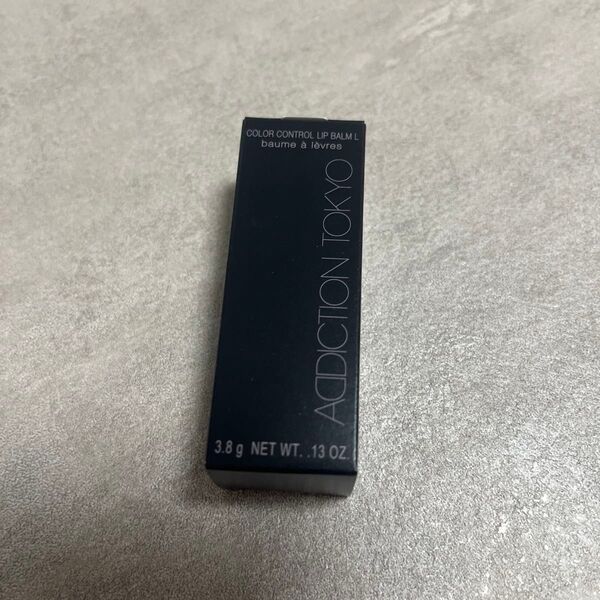 COLOR CONTROL LIP BALM L
baume à lèvres
ADDICTION TOKYO
3.8 g NET WT. .13 OZ.